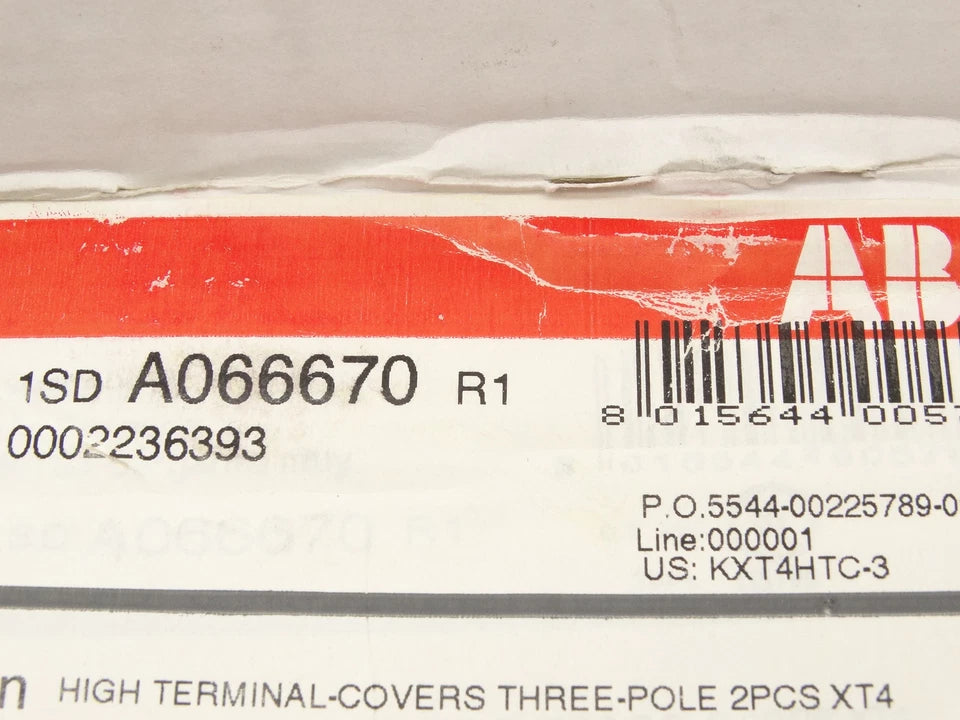 AB
1SD A066670 R1
8 015644 005
0002236393
P.O.5544-00225789-0
Line:000001
US: KXT4HTC-3
n HIGH TERMINAL-COVERS THREE-POLE 2PCS XT4